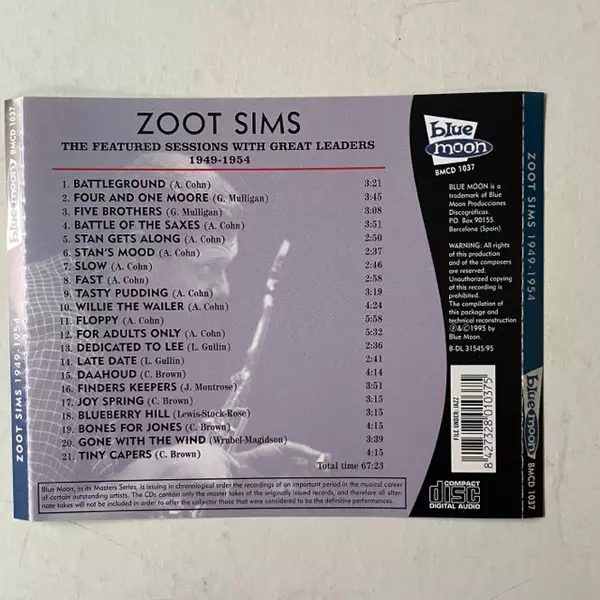 ZOOT SIMS
THE FEATURED SESSIONS WITH GREAT LEADERS
1949-1954
1. BATTLEGROUND (A. Cohn) 3:21
2. FOUR AND ONE MOORE (G. Mulligan) 3:45
3. FIVE BROTHERS (G. Mulligan) 3:08
4. BATTLE OF THE SAXES (A. Cohn) 3:51
5. STAN GETS ALONG (A. Cohn) 2:50
6. STAN'S MOOD (A. Cohn) 2:37
7. SLOW (A. Cohn) 2:46
8. FAST (A. Cohn) 2:58
9. TASTY PUDDING (A. Cohn) 3:19
10. WILLIE THE WAILER (A. Cohn) 4:24
11. FLOPPY (A. Cohn) 5:58
12. FOR ADULTS ONLY (A. Cohn) 5:32
13. DEDICATED TO LEE (L. Gullin) 2:36
14. LATE DATE (L. Gullin) 2:41
15. DAAHOUD (C. Brown) 2:14
16. FINDERS KEEPERS (J. Montrose) 3:51
17. JOY SPRING (C. Brown) 3:15
18. BLUEBERRY HILL (Lewis-Stock-Rose) 3:15
19. BONES FOR JONES (C. Brown) 4:15
20. GONE WITH THE WIND (Wrubel-Magidson) 3:39
21. TINY CAPERS (C. Brown) 4:15
Total time 67:23
Blue Moon, in its Masters Series, is issuing in chronological order the recordings of an important period in the musical career
of certain outstanding artists. The CDs contain only the master takes of the originally issued records, and therefore all alter-
nate takes will not be included in order to offer the collector those that were considered to be the definitive performances.
blue
moon
BMCD 1037
BLUE MOON is a
trademark of Blue
Moon Producciones
Discográficas.
P.O. Box 90155.
Barcelona (Spain).
WARNING: All rights
of this production
and of the composers
are reserved.
Unauthorized copying
of this recording is
prohibited.
The compilation of
this package and
technical reconstruction
℗&©1995 by
Blue Moon.
B-DL 31545/95
FILE UNDER: JAZZ
8 427328 010375
COMPACT
disc
DIGITAL AUDIO
blue moon BMCD 1037
ZOOT SIMS 1949-1954
ZOOT SIMS 1949-1954
blue moon BMCD 1037